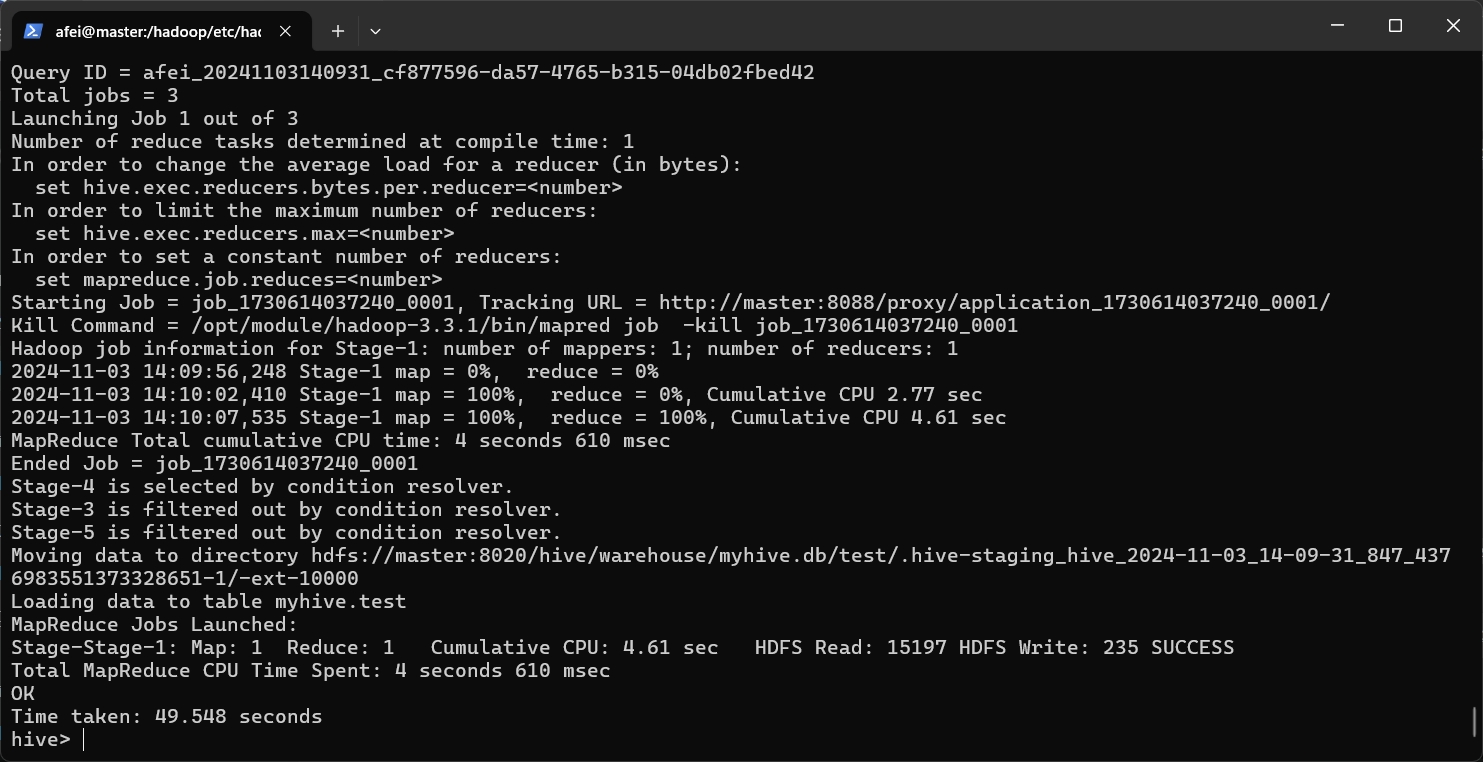 afei@master:/hadoop/etc/had
Query ID = afei_20241103140931_cf877596-da57-4765-b315-04db02fbed42
Total jobs = 3
Launching Job 1 out of 3
Number of reduce tasks determined at compile time: 1
In order to change the average load for a reducer (in bytes):
  set hive.exec.reducers.bytes.per.reducer=<number>
In order to limit the maximum number of reducers:
  set hive.exec.reducers.max=<number>
In order to set a constant number of reducers:
  set mapreduce.job.reduces=<number>
Starting Job = job_1730614037240_0001, Tracking URL = http://master:8088/proxy/application_1730614037240_0001/
Kill Command = /opt/module/hadoop-3.3.1/bin/mapred job  -kill job_1730614037240_0001
Hadoop job information for Stage-1: number of mappers: 1; number of reducers: 1
2024-11-03 14:09:56,248 Stage-1 map = 0%,  reduce = 0%
2024-11-03 14:10:02,410 Stage-1 map = 100%,  reduce = 0%, Cumulative CPU 2.77 sec
2024-11-03 14:10:07,535 Stage-1 map = 100%,  reduce = 100%, Cumulative CPU 4.61 sec
MapReduce Total cumulative CPU time: 4 seconds 610 msec
Ended Job = job_1730614037240_0001
Stage-4 is selected by condition resolver.
Stage-3 is filtered out by condition resolver.
Stage-5 is filtered out by condition resolver.
Moving data to directory hdfs://master:8020/hive/warehouse/myhive.db/test/.hive-staging_hive_2024-11-03_14-09-31_847_437
6983551373328651-1/-ext-10000
Loading data to table myhive.test
MapReduce Jobs Launched:
Stage-Stage-1: Map: 1  Reduce: 1   Cumulative CPU: 4.61 sec   HDFS Read: 15197 HDFS Write: 235 SUCCESS
Total MapReduce CPU Time Spent: 4 seconds 610 msec
OK
Time taken: 49.548 seconds
hive>